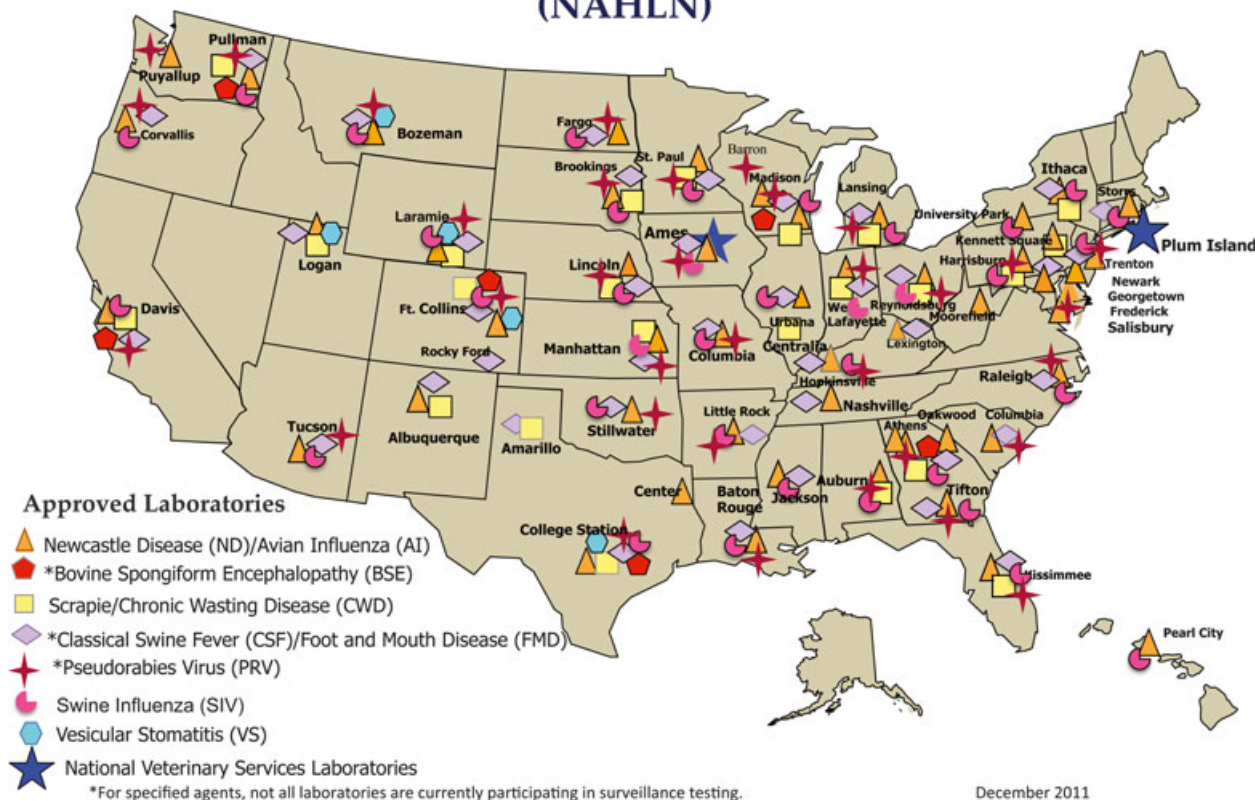 (NAHLN)
Pullman
Puyallup
Corvallis
Bozeman
Fargo
Brookings
St. Paul
Barron
Madison
Lansing
Ithaca
Storrs
University Park
Kennett Square
Plum Island
Harrisburg
Trenton
Newark
Georgetown
Frederick
Salisbury
Laramie
Logan
Ames
Lincoln
Davis
Ft. Collins
Rocky Ford
Manhattan
Columbia
Urbana
Centralia
West
Lafayette
Reynoldsburg
Moorefield
Lexington
Hopkinsville
Nashville
Raleigh
Tucson
Albuquerque
Amarillo
Stillwater
Little Rock
Athens
Oakwood
Columbia
Center
Baton
Rouge
Jackson
Auburn
Tifton
College Station
Kissimmee
Pearl City
Approved Laboratories
Newcastle Disease (ND)/Avian Influenza (AI)
*Bovine Spongiform Encephalopathy (BSE)
Scrapie/Chronic Wasting Disease (CWD)
*Classical Swine Fever (CSF)/Foot and Mouth Disease (FMD)
*Pseudorabies Virus (PRV)
Swine Influenza (SIV)
Vesicular Stomatitis (VS)
National Veterinary Services Laboratories
*For specified agents, not all laboratories are currently participating in surveillance testing.
December 2011